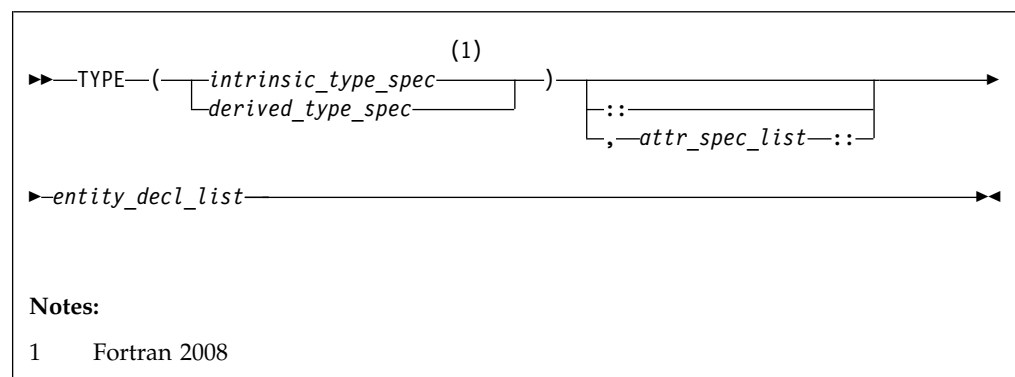 (1)
TYPE ( intrinsic_type_spec )
derived_type_spec
::
, attr_spec_list ::
entity_decl_list
Notes:
1 Fortran 2008